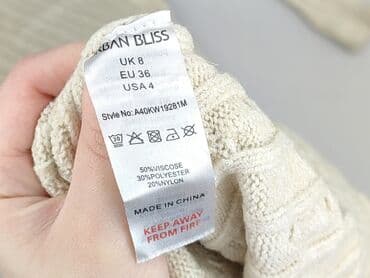 RBAN BLISS
UK 8
EU 36
USA 4
Style No: A40KW19281M
50%VISCOSE
30%POLYESTER
20%NYLON
MADE IN CHINA
KEEP AWAY
FROM FIRE